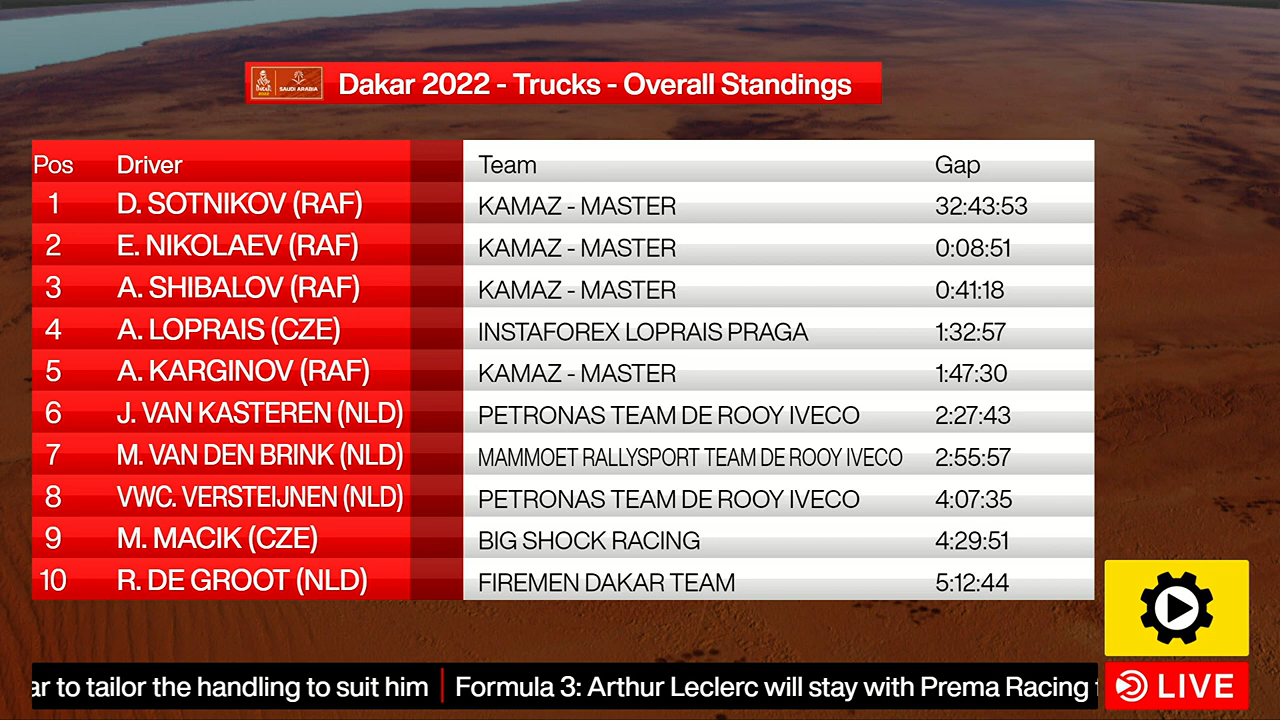 DAKAR 2022 SAUDI ARABIA Dakar 2022 - Trucks - Overall Standings
Pos Driver Team Gap
1 D. SOTNIKOV (RAF) KAMAZ - MASTER 32:43:53
2 E. NIKOLAEV (RAF) KAMAZ - MASTER 0:08:51
3 A. SHIBALOV (RAF) KAMAZ - MASTER 0:41:18
4 A. LOPRAIS (CZE) INSTAFOREX LOPRAIS PRAGA 1:32:57
5 A. KARGINOV (RAF) KAMAZ - MASTER 1:47:30
6 J. VAN KASTEREN (NLD) PETRONAS TEAM DE ROOY IVECO 2:27:43
7 M. VAN DEN BRINK (NLD) MAMMOET RALLYSPORT TEAM DE ROOY IVECO 2:55:57
8 VWC. VERSTEIJNEN (NLD) PETRONAS TEAM DE ROOY IVECO 4:07:35
9 M. MACIK (CZE) BIG SHOCK RACING 4:29:51
10 R. DE GROOT (NLD) FIREMEN DAKAR TEAM 5:12:44
ar to tailor the handling to suit him | Formula 3: Arthur Leclerc will stay with Prema Racing
LIVE